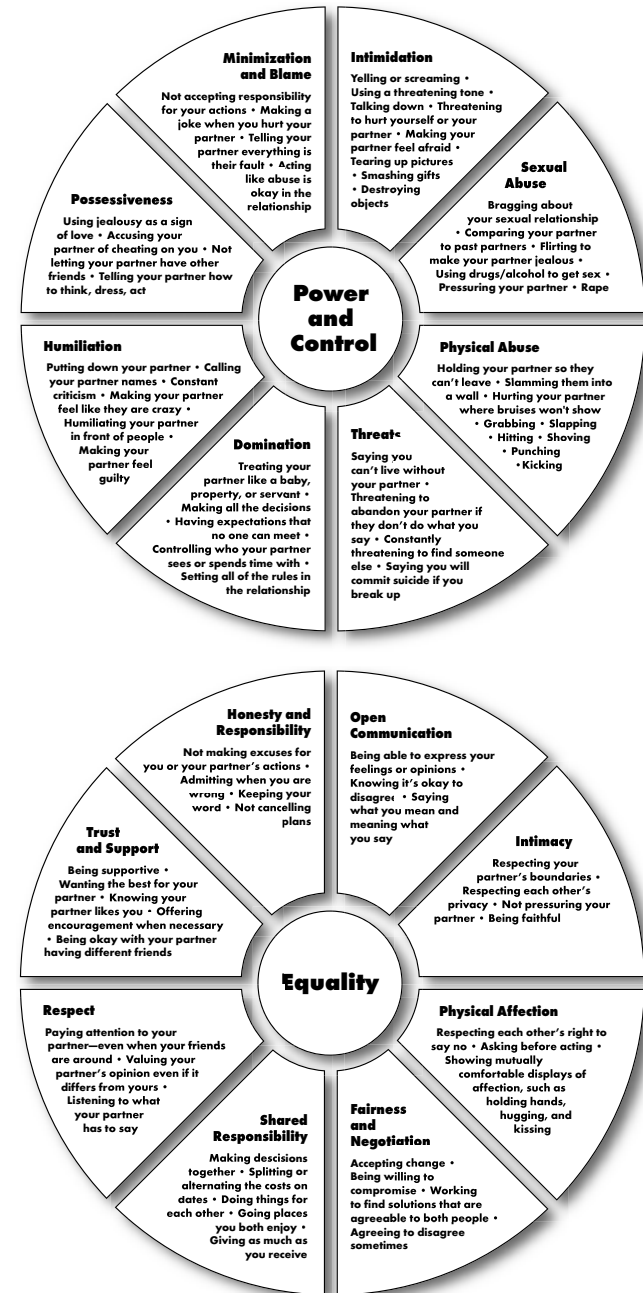 Minimization
and Blame
Not accepting responsibility
for your actions • Making a
joke when you hurt your
partner • Telling your
partner everything is
their fault • Acting
like abuse is
okay in the
relationship
Intimidation
Yelling or screaming •
Using a threatening tone •
Talking down • Threatening
to hurt yourself or your
partner • Making your
partner feel afraid •
Tearing up pictures
• Smashing gifts
• Destroying
objects
Sexual
Abuse
Bragging about
your sexual relationship
• Comparing your partner
to past partners • Flirting to
make your partner jealous •
Using drugs/alcohol to get sex •
Pressuring your partner • Rape
Possessiveness
Using jealousy as a sign
of love • Accusing your
partner of cheating on you • Not
letting your partner have other
friends • Telling your partner how
to think, dress, act
Power
and
Control
Humiliation
Putting down your partner • Calling
your partner names • Constant
criticism • Making your partner
feel like they are crazy •
Humiliating your partner
in front of people •
Making your
partner feel
guilty
Physical Abuse
Holding your partner so they
can't leave • Slamming them into
a wall • Hurting your partner
where bruises won't show
• Grabbing • Slapping
• Hitting • Shoving
• Punching
•Kicking
Domination
Treating your
partner like a baby,
property, or servant •
Making all the decisions
• Having expectations that
no one can meet •
Controlling who your partner
sees or spends time with •
Setting all of the rules in
the relationship
Threats
Saying you
can't live without
your partner •
Threatening to
abandon your partner if
they don't do what you
say • Constantly
threatening to find someone
else • Saying you will
commit suicide if you
break up
Honesty and
Responsibility
Not making excuses for
you or your partner's actions •
Admitting when you are
wrong • Keeping your
word • Not cancelling
plans
Open
Communication
Being able to express your
feelings or opinions •
Knowing it's okay to
disagree • Saying
what you mean and
meaning what
you say
Trust
and Support
Being supportive •
Wanting the best for your
partner • Knowing your
partner likes you • Offering
encouragement when necessary
• Being okay with your partner
having different friends
Intimacy
Respecting your
partner's boundaries •
Respecting each other's
privacy • Not pressuring your
partner • Being faithful
Equality
Respect
Paying attention to your
partner—even when your friends
are around • Valuing your
partner's opinion even if it
differs from yours •
Listening to what
your partner
has to say
Physical Affection
Respecting each other's right to
say no • Asking before acting •
Showing mutually
comfortable displays of
affection, such as
holding hands,
hugging, and
kissing
Shared
Responsibility
Making descisions
together • Splitting or
alternating the costs on
dates • Doing things for
each other • Going places
you both enjoy •
Giving as much as
you receive
Fairness
and
Negotiation
Accepting change •
Being willing to
compromise • Working
to find solutions that are
agreeable to both people •
Agreeing to disagree
sometimes